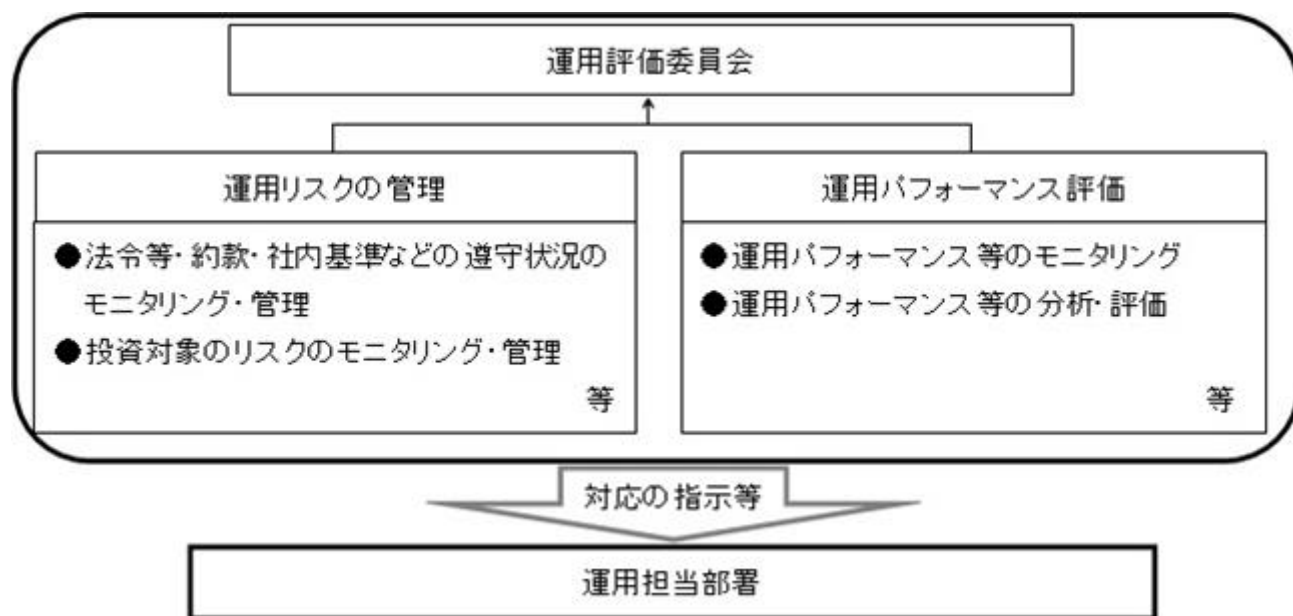 運用評価委員会
運用リスクの管理
●法令等・約款・社内基準などの遵守状況の
モニタリング・管理
●投資対象のリスクのモニタリング・管理
等
運用パフォーマンス評価
●運用パフォーマンス等のモニタリング
●運用パフォーマンス等の分析・評価
等
対応の指示等
運用担当部署